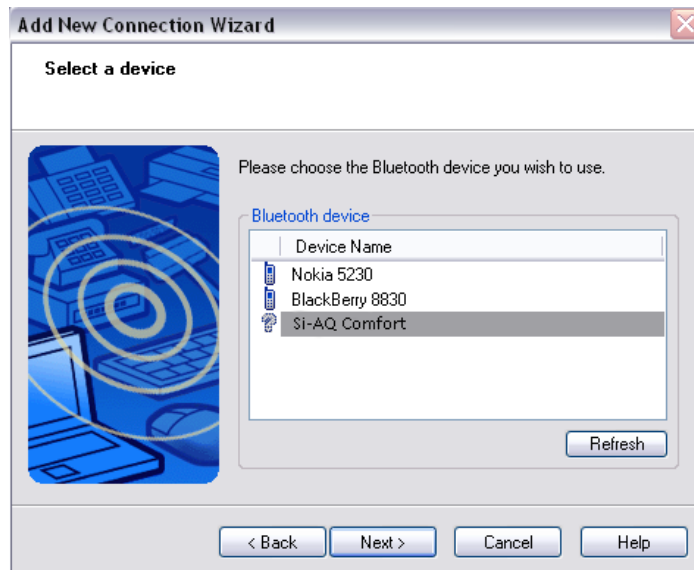 Add New Connection Wizard
Select a device
Please choose the Bluetooth device you wish to use.
Bluetooth device
Device Name
Nokia 5230
BlackBerry 8830
Si-AQ Comfort
Refresh
< Back Next > Cancel Help